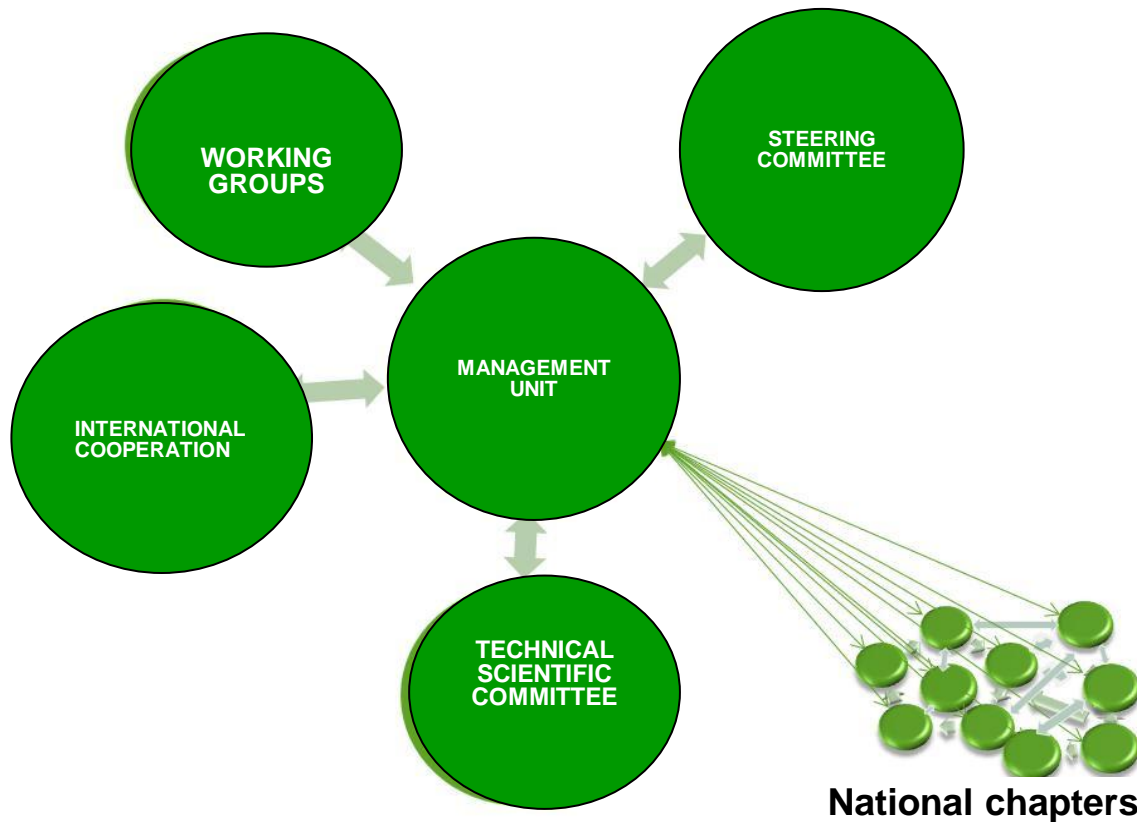 WORKING
GROUPS
STEERING
COMMITTEE
MANAGEMENT
UNIT
INTERNATIONAL
COOPERATION
TECHNICAL
SCIENTIFIC
COMMITTEE
National chapters